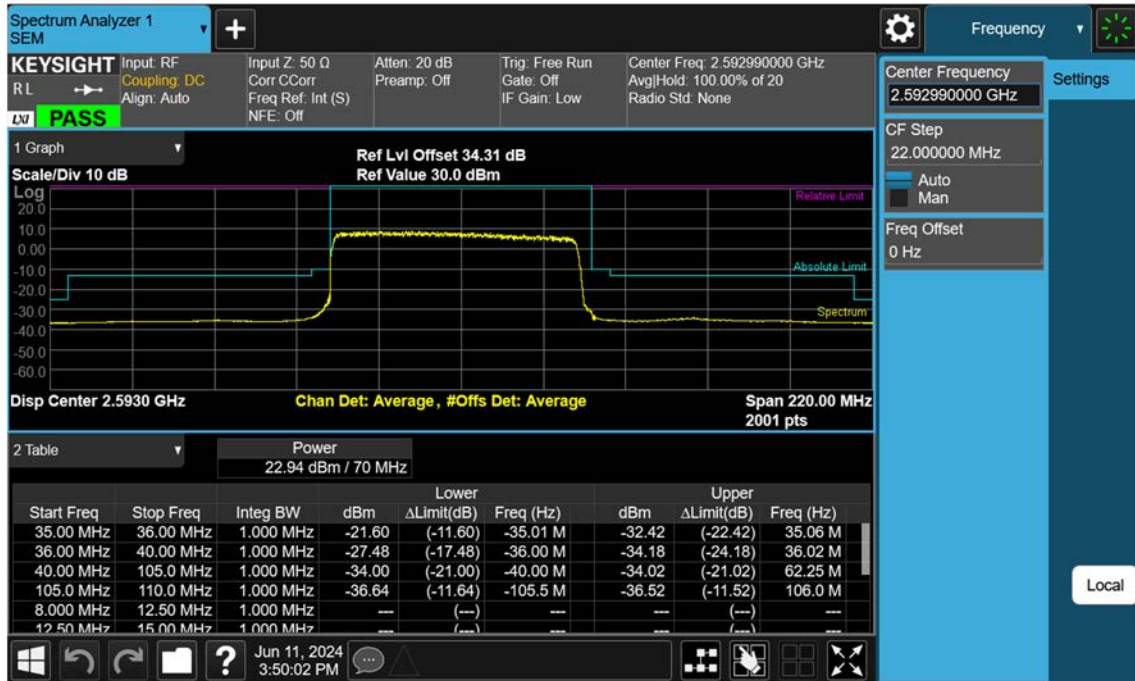 Spectrum Analyzer 1
SEM
Frequency
KEYSIGHT
RL
LXI
PASS
Input: RF
Coupling: DC
Align: Auto
Input Z: 50 Ω
Corr CCorr
Freq Ref: Int (S)
NFE: Off
Atten: 20 dB
Preamp: Off
Trig: Free Run
Gate: Off
IF Gain: Low
Center Freq: 2.592990000 GHz
Avg|Hold: 100.00% of 20
Radio Std: None
Center Frequency
2.592990000 GHz
Settings
CF Step
22.000000 MHz
Auto
Man
Freq Offset
0 Hz
1 Graph
Ref Lvl Offset 34.31 dB
Scale/Div 10 dB
Ref Value 30.0 dBm
Log
Relative Limit
20.0
10.0
0.00
-10.0
Absolute Limit
-20.0
-30.0
Spectrum
-40.0
-50.0
-60.0
Disp Center 2.5930 GHz
Chan Det: Average, #Offs Det: Average
Span 220.00 MHz
2001 pts
2 Table
Power
22.94 dBm / 70 MHz
Lower Upper
Start Freq Stop Freq Integ BW dBm ΔLimit(dB) Freq (Hz) dBm ΔLimit(dB) Freq (Hz)
35.00 MHz 36.00 MHz 1.000 MHz -21.60 (-11.60) -35.01 M -32.42 (-22.42) 35.06 M
36.00 MHz 40.00 MHz 1.000 MHz -27.48 (-17.48) -36.00 M -34.18 (-24.18) 36.02 M
40.00 MHz 105.0 MHz 1.000 MHz -34.00 (-21.00) -40.00 M -34.02 (-21.02) 62.25 M
105.0 MHz 110.0 MHz 1.000 MHz -36.64 (-11.64) -105.5 M -36.52 (-11.52) 106.0 M
8.000 MHz 12.50 MHz 1.000 MHz --- (---) --- --- (---) ---
12.50 MHz 15.00 MHz 1.000 MHz --- (---) --- --- (---) ---
Local
?
Jun 11, 2024
3:50:02 PM